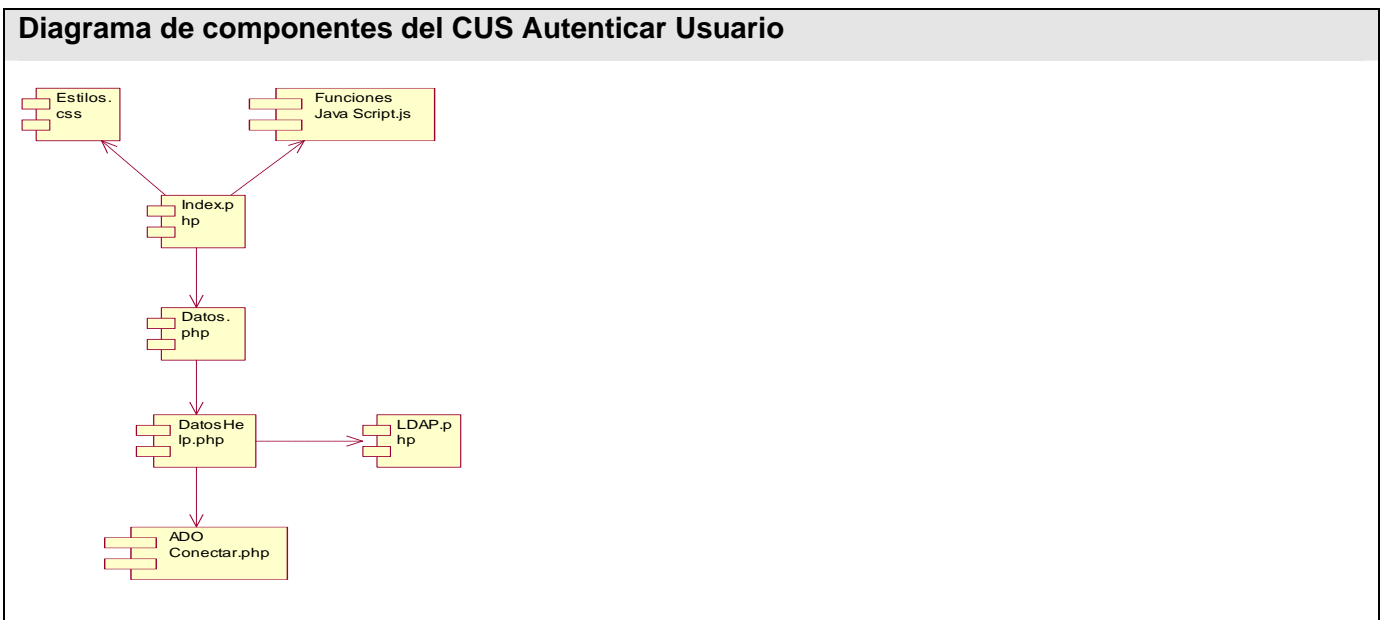 Diagrama de componentes del CUS Autenticar Usuario
Estilos.
css
Funciones
Java Script.js
Index.p
hp
Datos.
php
DatosHe
lp.php
LDAP.p
hp
ADO
Conectar.php